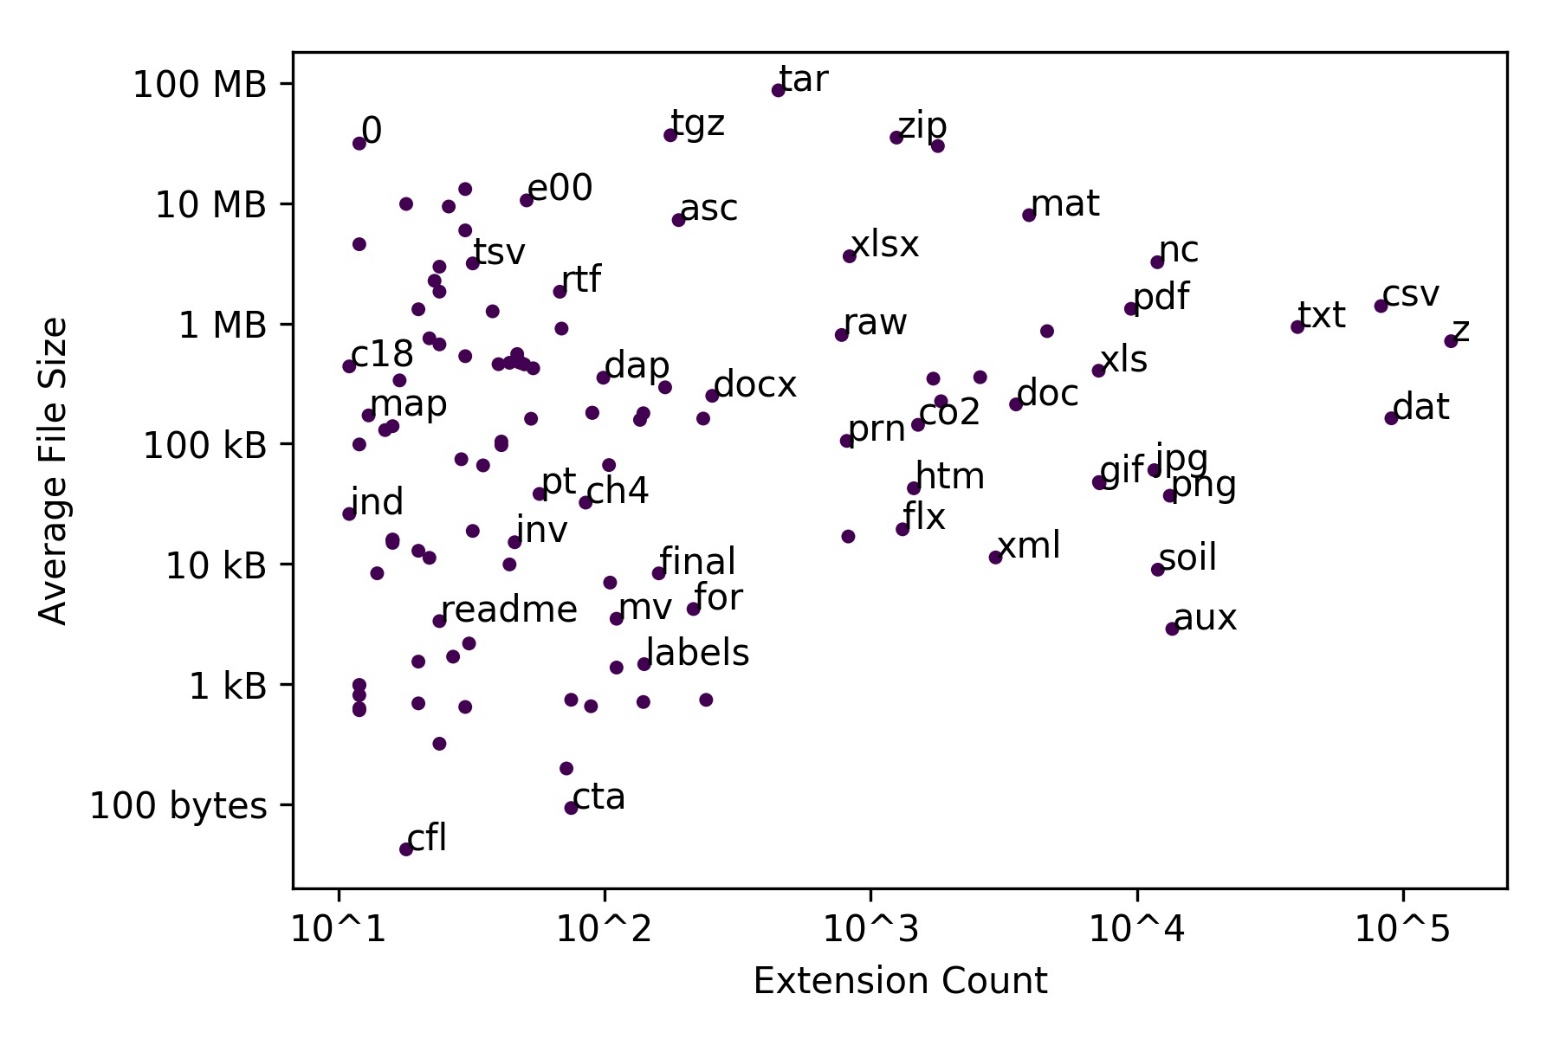 100 MB
10 MB
1 MB
100 kB
10 kB
1 kB
100 bytes
Average File Size
tar
0
tgz
zip
e00
asc
mat
tsv
xlsx
nc
rtf
pdf
csv
raw
txt
z
c18
dap
xls
docx
doc
map
co2
dat
prn
gif
jpg
png
pt
ch4
htm
ind
inv
flx
xml
final
soil
readme
mv
for
aux
labels
cta
cfl
10^1
10^2
10^3
10^4
10^5
Extension Count